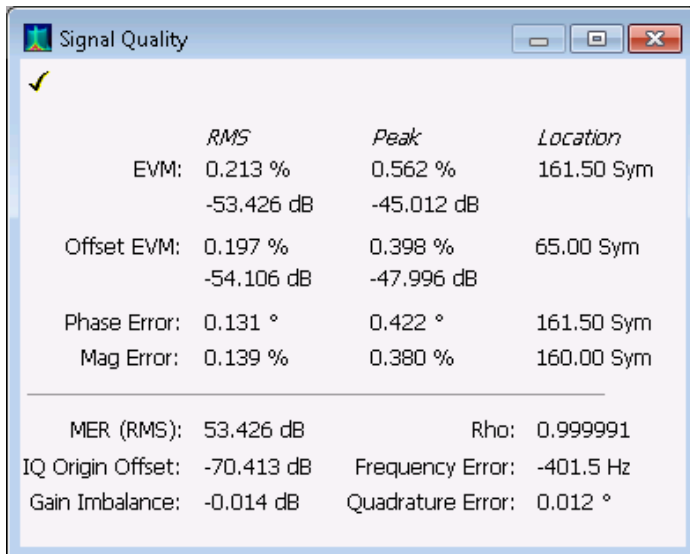 Signal Quality
RMS Peak Location
EVM: 0.213 % 0.562 % 161.50 Sym
-53.426 dB -45.012 dB
Offset EVM: 0.197 % 0.398 % 65.00 Sym
-54.106 dB -47.996 dB
Phase Error: 0.131 ° 0.422 ° 161.50 Sym
Mag Error: 0.139 % 0.380 % 160.00 Sym
MER (RMS): 53.426 dB Rho: 0.999991
IQ Origin Offset: -70.413 dB Frequency Error: -401.5 Hz
Gain Imbalance: -0.014 dB Quadrature Error: 0.012 °